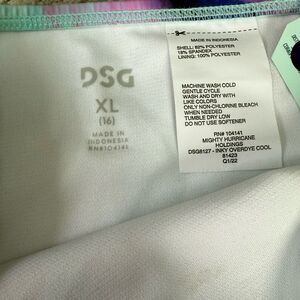 DSG
XL
(16)
MADE IN
INDONESIA
RN#104141
MADE IN INDONESIA
SHELL: 82% POLYESTER
18% SPANDEX
LINING: 100% POLYESTER
MACHINE WASH COLD
GENTLE CYCLE
WASH AND DRY WITH
LIKE COLORS
ONLY NON-CHLORINE BLEACH
WHEN NEEDED
TUMBLE DRY LOW
DO NOT USE SOFTENER
RN# 104141
MIGHTY HURRICANE
HOLDINGS
DSG8127 - INKY OVERDYE COOL
81423
Q1/22